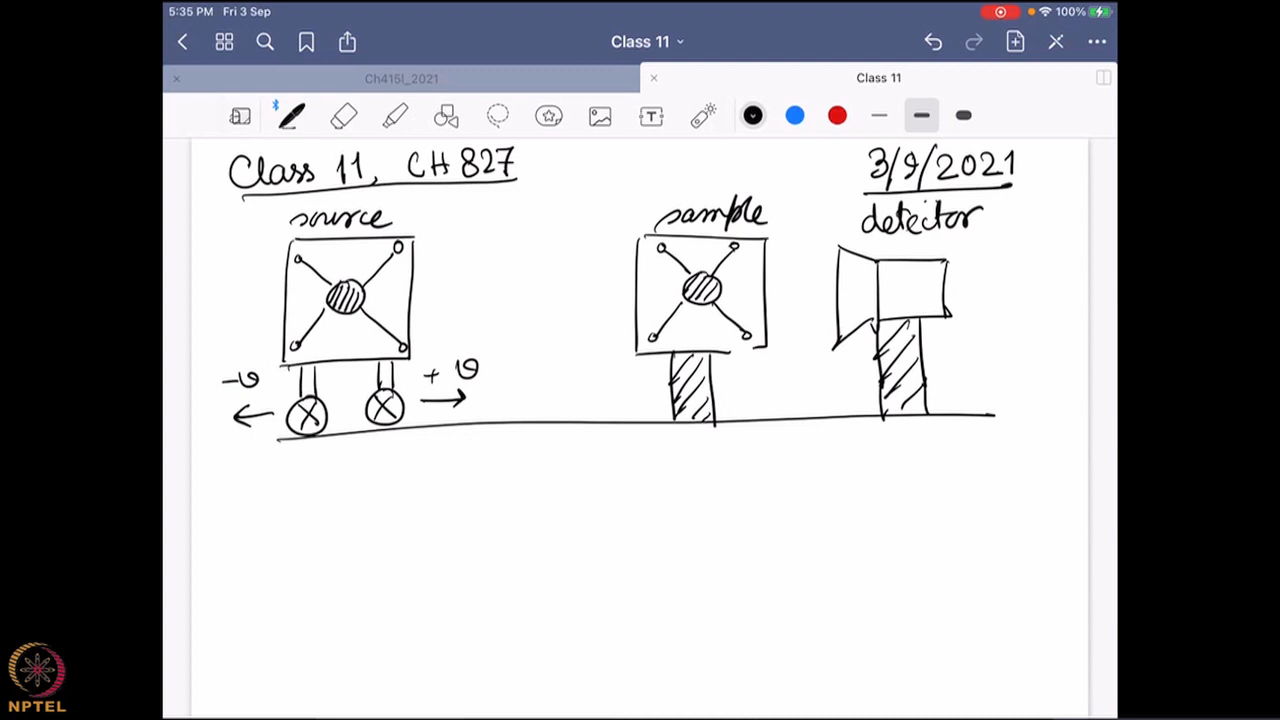 5:35 PM Fri 3 Sep
100%
Class 11
Ch415I_2021
Class 11
T
Class 11, CH 827
3/9/2021
source
sample
detector
-v
+ v
NPTEL